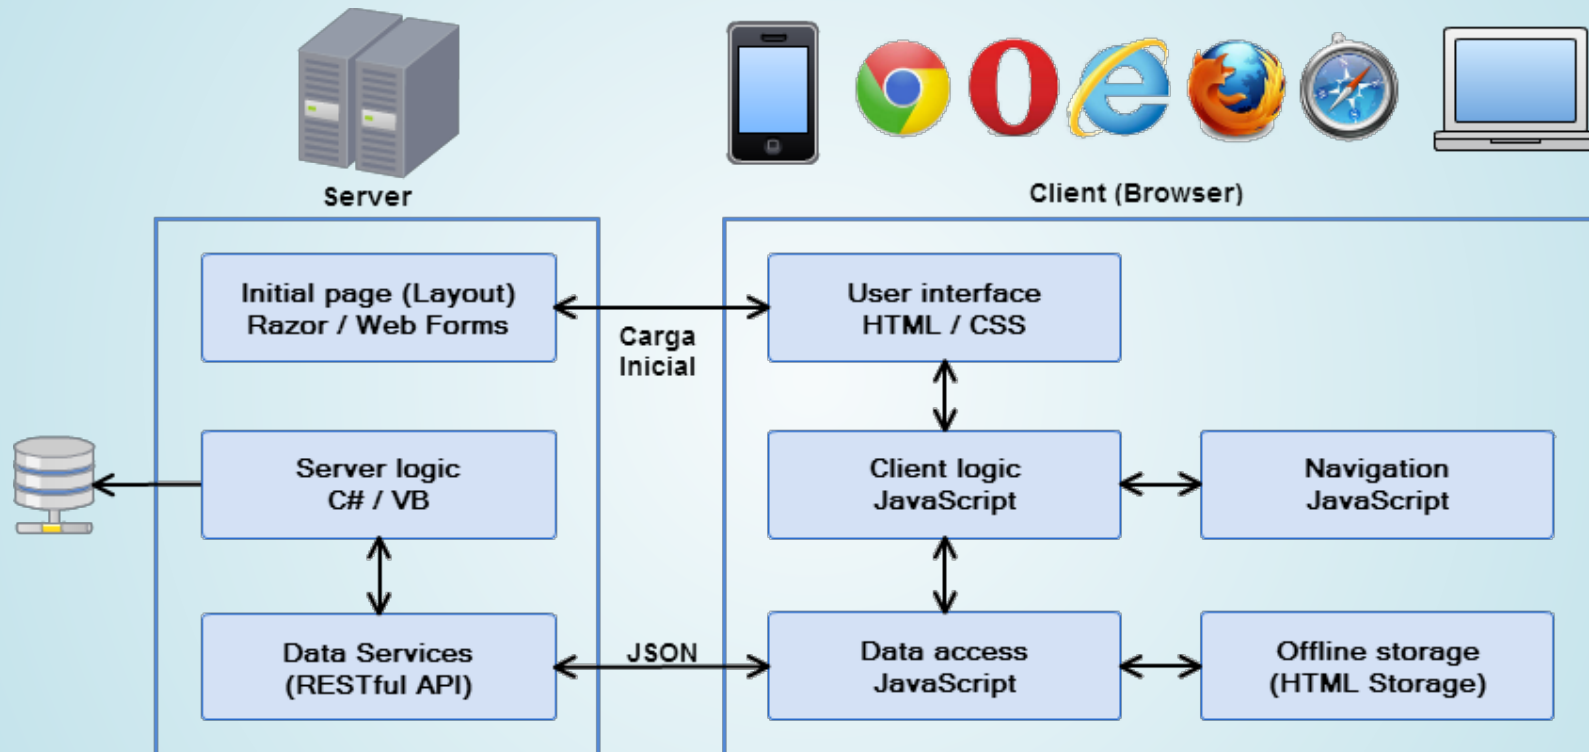 Server
Client (Browser)
Initial page (Layout)
Razor / Web Forms
Carga
Inicial
User interface
HTML / CSS
Server logic
C# / VB
Client logic
JavaScript
Navigation
JavaScript
Data Services
(RESTful API)
JSON
Data access
JavaScript
Offline storage
(HTML Storage)